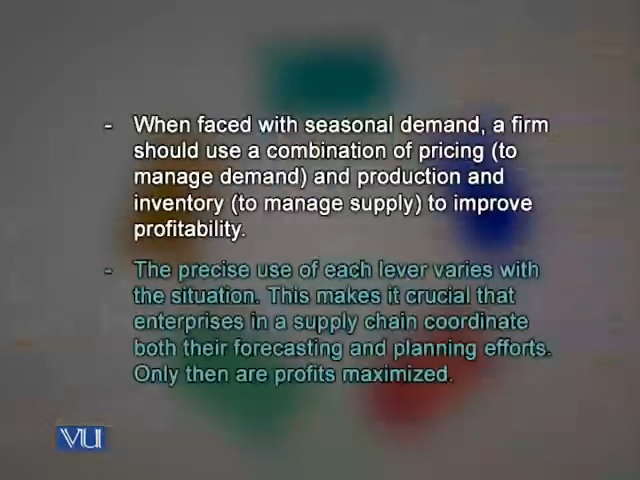 - When faced with seasonal demand, a firm
should use a combination of pricing (to
manage demand) and production and
inventory (to manage supply) to improve
profitability.
- The precise use of each lever varies with
the situation. This makes it crucial that
enterprises in a supply chain coordinate
both their forecasting and planning efforts.
Only then are profits maximized.
VU